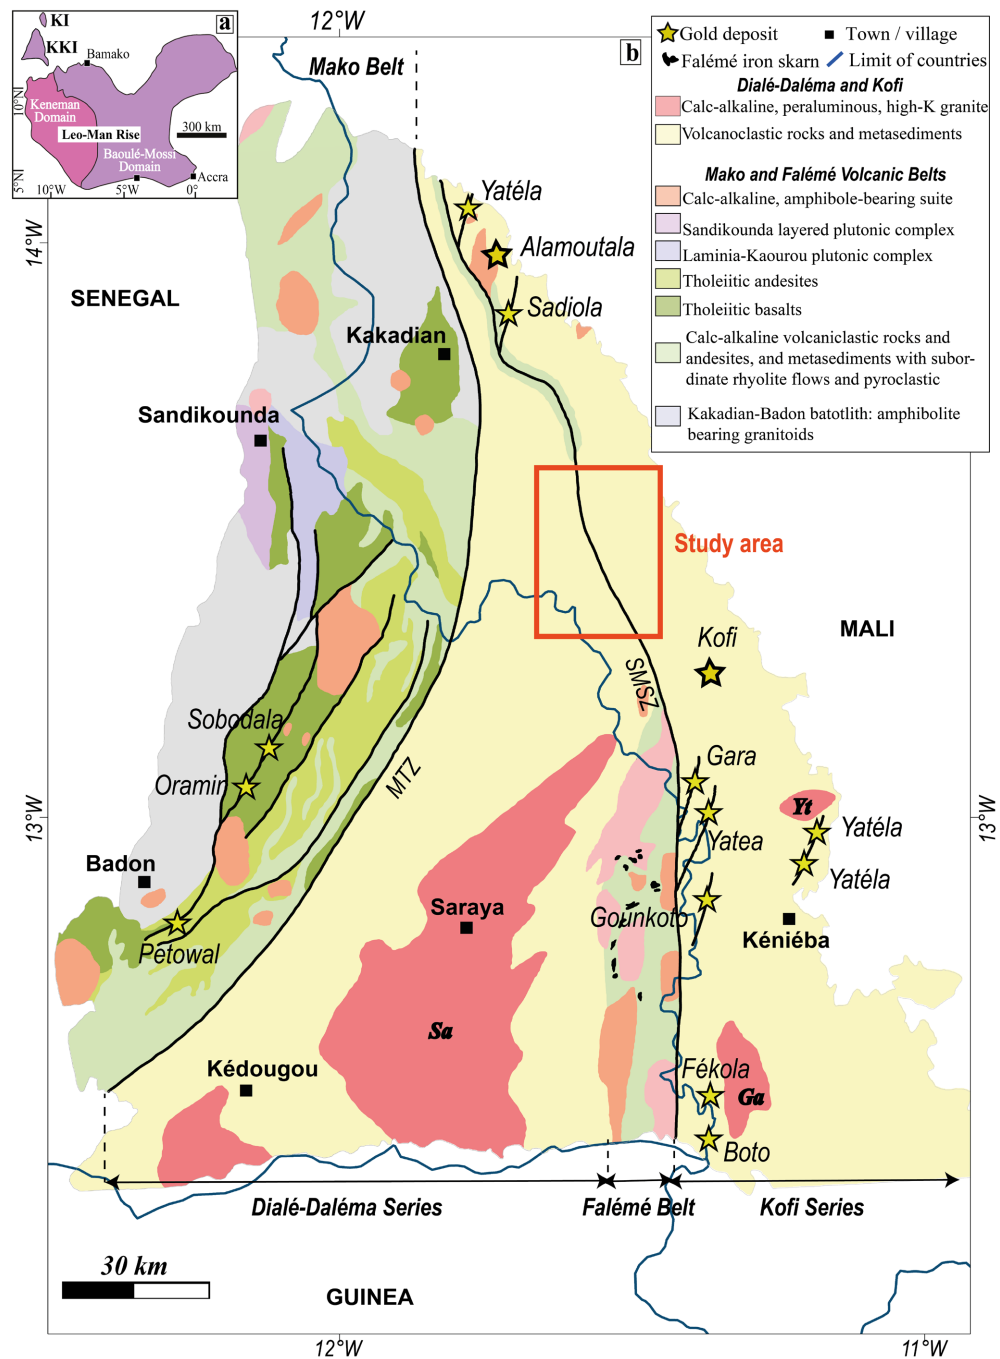 12°W
KI
KKI
a
Bamako
10°N
Keneman
Domain
Leo-Man Rise
300 km
Baoulé-Mossi
Domain
Accra
5°N
10°W
5°W
0°
Mako Belt
b
Gold deposit
Town / village
Falémé iron skarn
Limit of countries
Dialé-Daléma and Kofi
Calc-alkaline, peraluminous, high-K granite
Volcanoclastic rocks and metasediments
Mako and Falémé Volcanic Belts
Calc-alkaline, amphibole-bearing suite
Sandikounda layered plutonic complex
Laminia-Kaourou plutonic complex
Tholeiitic andesites
Tholeiitic basalts
Calc-alkaline volcaniclastic rocks and
andesites, and metasediments with subor-
dinate rhyolite flows and pyroclastic
Kakadian-Badon batotlith: amphibolite
bearing granitoids
14°W
Yatéla
Alamoutala
SENEGAL
Sadiola
Kakadian
Sandikounda
Study area
MALI
Kofi
SMSZ
Sobodala
Gara
MTZ
Oramin
Yt
13°W
13°W
Yatea
Yatéla
Badon
Yatéla
Saraya
Gounkoto
Kéniéba
Petowal
Sa
Kédougou
Fékola
Ga
Boto
Dialé-Daléma Series
Falémé Belt
Kofi Series
30 km
GUINEA
12°W
11°W